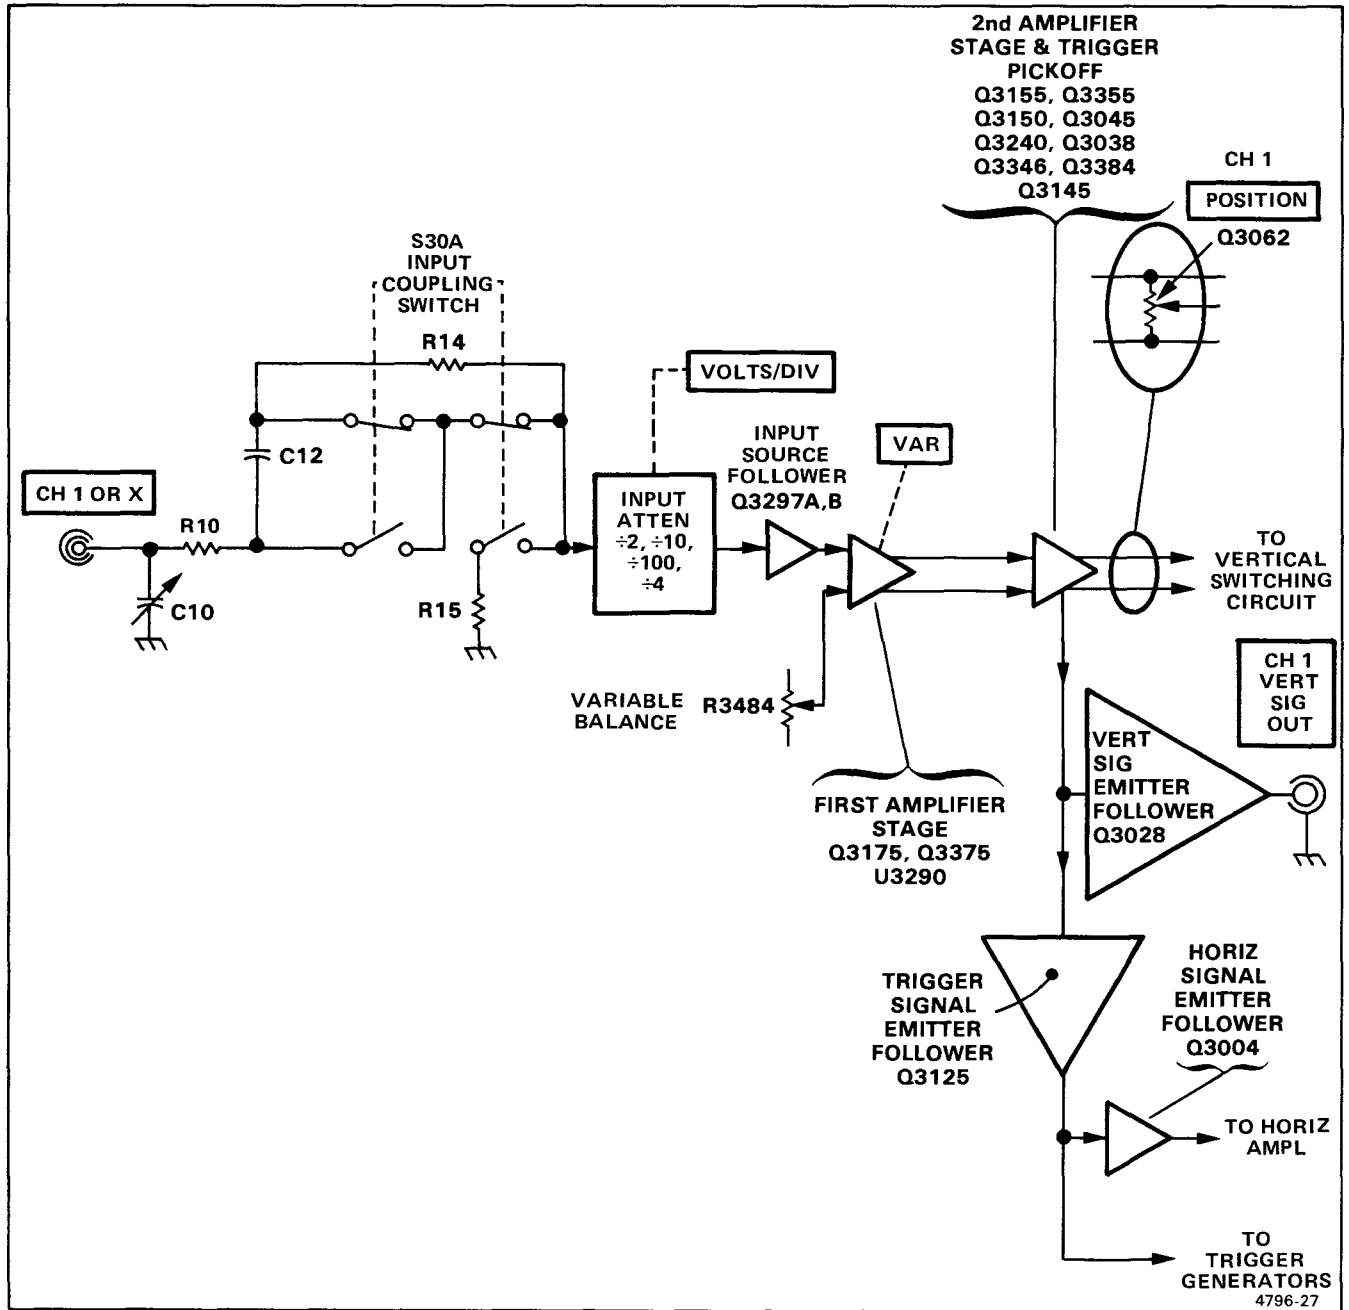 2nd AMPLIFIER
STAGE & TRIGGER
PICKOFF
Q3155, Q3355
Q3150, Q3045
Q3240, Q3038
Q3346, Q3384
Q3145
CH 1
POSITION
Q3062
S30A
INPUT
COUPLING
SWITCH
R14
VOLTS/DIV
C12
INPUT
SOURCE
FOLLOWER
Q3297A,B
VAR
CH 1 OR X
R10
C10
R15
INPUT
ATTEN
÷2, ÷10,
÷100,
÷4
TO
VERTICAL
SWITCHING
CIRCUIT
VARIABLE
BALANCE
R3484
CH 1
VERT
SIG
OUT
VERT
SIG
EMITTER
FOLLOWER
Q3028
FIRST AMPLIFIER
STAGE
Q3175, Q3375
U3290
TRIGGER
SIGNAL
EMITTER
FOLLOWER
Q3125
HORIZ
SIGNAL
EMITTER
FOLLOWER
Q3004
TO HORIZ
AMPL
TO
TRIGGER
GENERATORS
4796-27